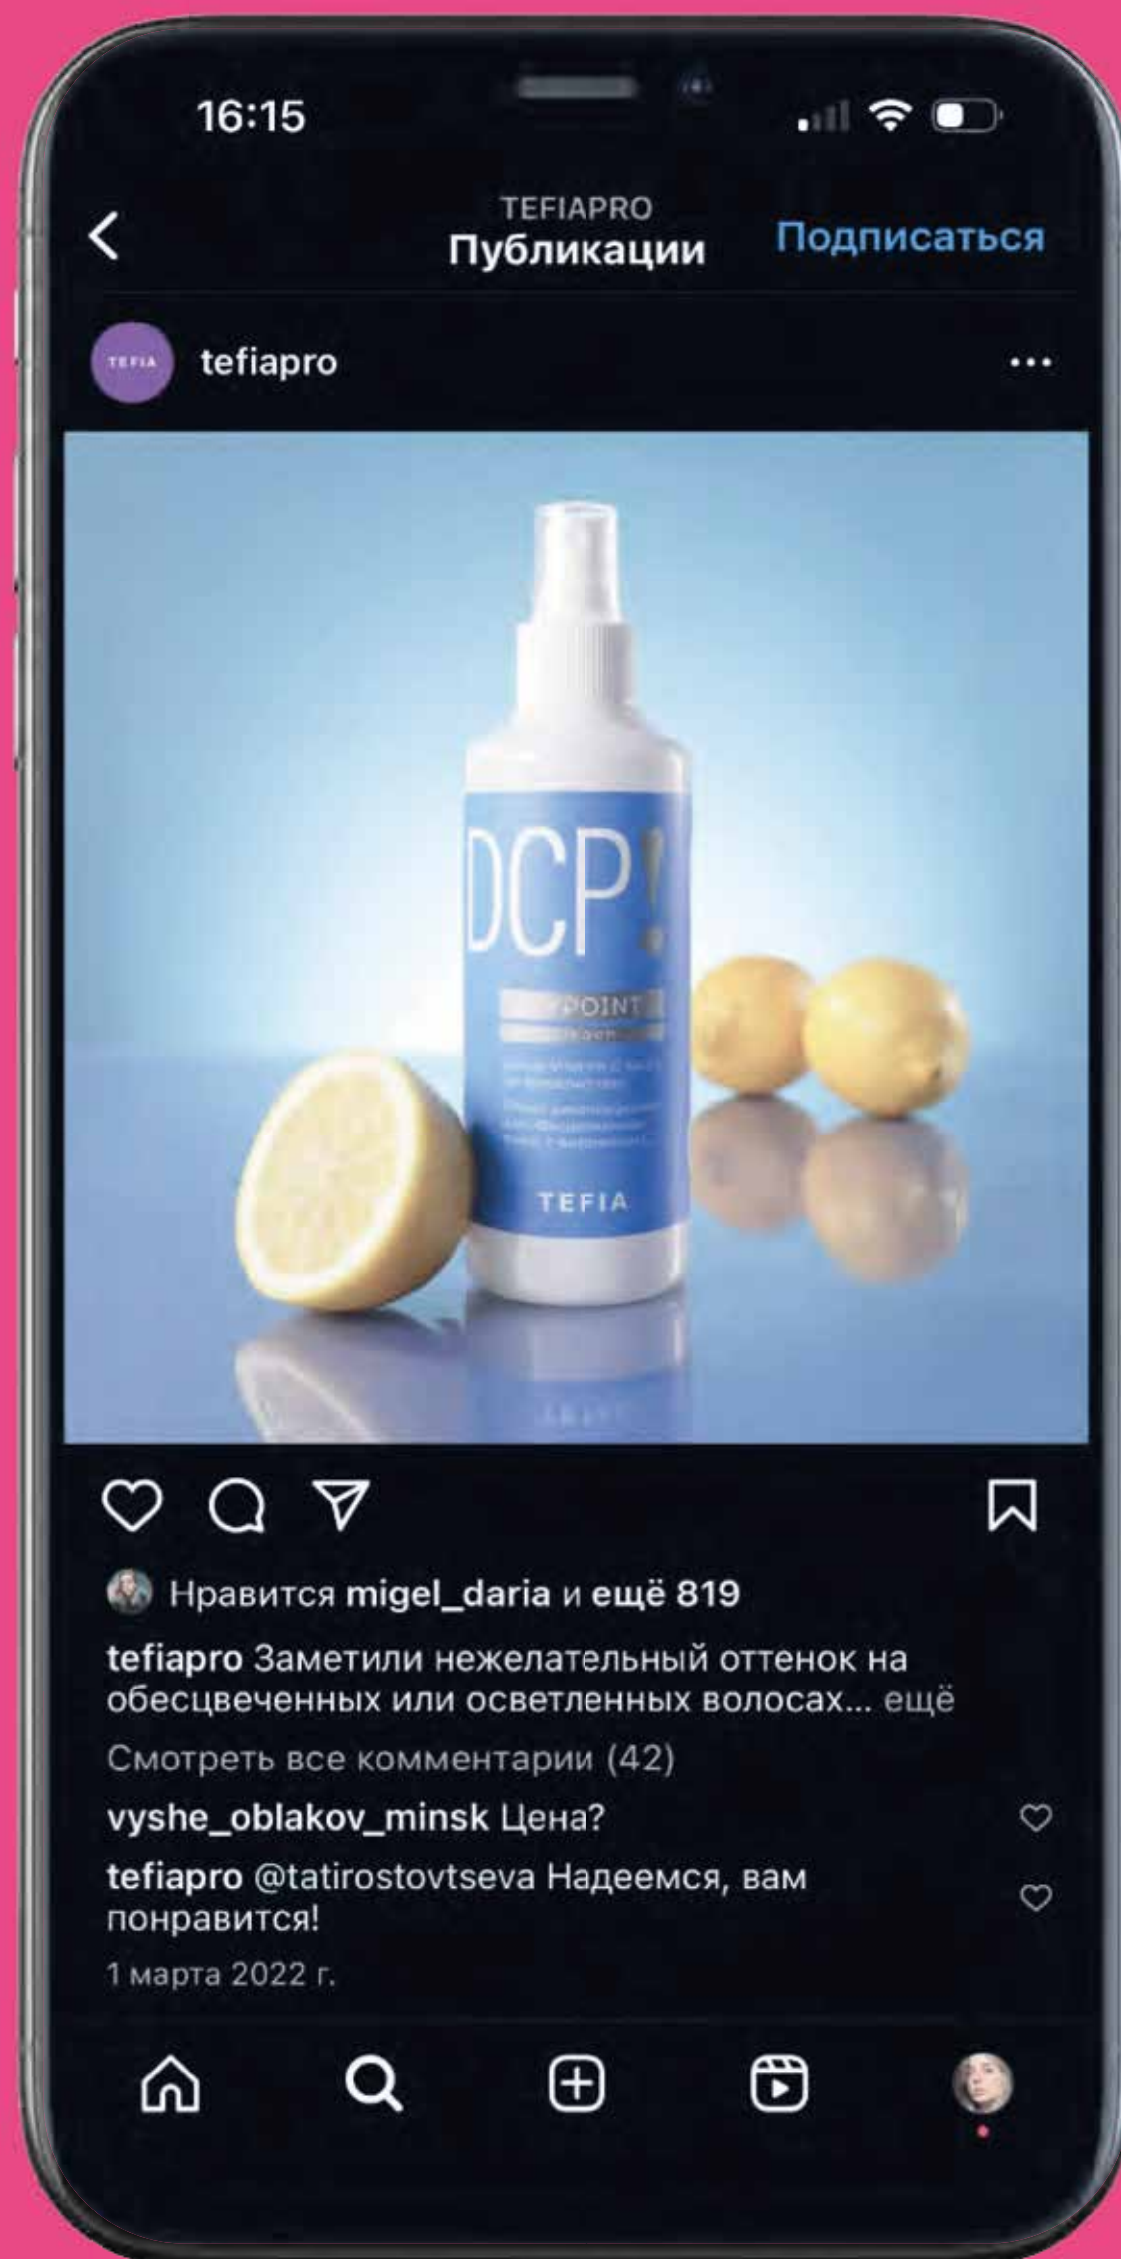 16:15
TEFIAPRO
Публикации
Подписаться
TEFIA
tefiapro
DCP!
POINT
TEFIA
Нравится migel_daria и ещё 819
tefiapro Заметили нежелательный оттенок на
обесцвеченных или осветленных волосах... ещё
Смотреть все комментарии (42)
vyshe_oblakov_minsk Цена?
tefiapro @tatirostovtseva Надеемся, вам
понравится!
1 марта 2022 г.